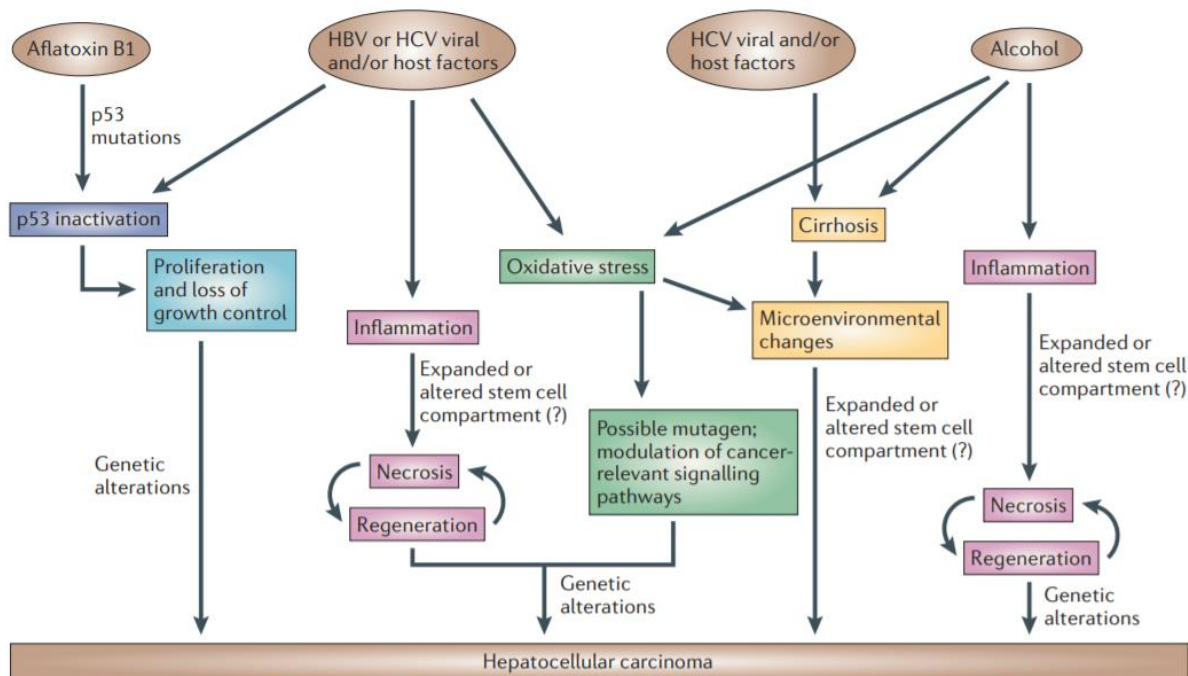 Aflatoxin B1
HBV or HCV viral
and/or host factors
HCV viral and/or
host factors
Alcohol
p53
mutations
p53 inactivation
Proliferation
and loss of
growth control
Genetic
alterations
Inflammation
Expanded or
altered stem cell
compartment (?)
Necrosis
Regeneration
Oxidative stress
Possible mutagen;
modulation of cancer-
relevant signalling
pathways
Genetic
alterations
Cirrhosis
Microenvironmental
changes
Expanded or
altered stem cell
compartment (?)
Inflammation
Expanded or
altered stem cell
compartment (?)
Necrosis
Regeneration
Genetic
alterations
Hepatocellular carcinoma